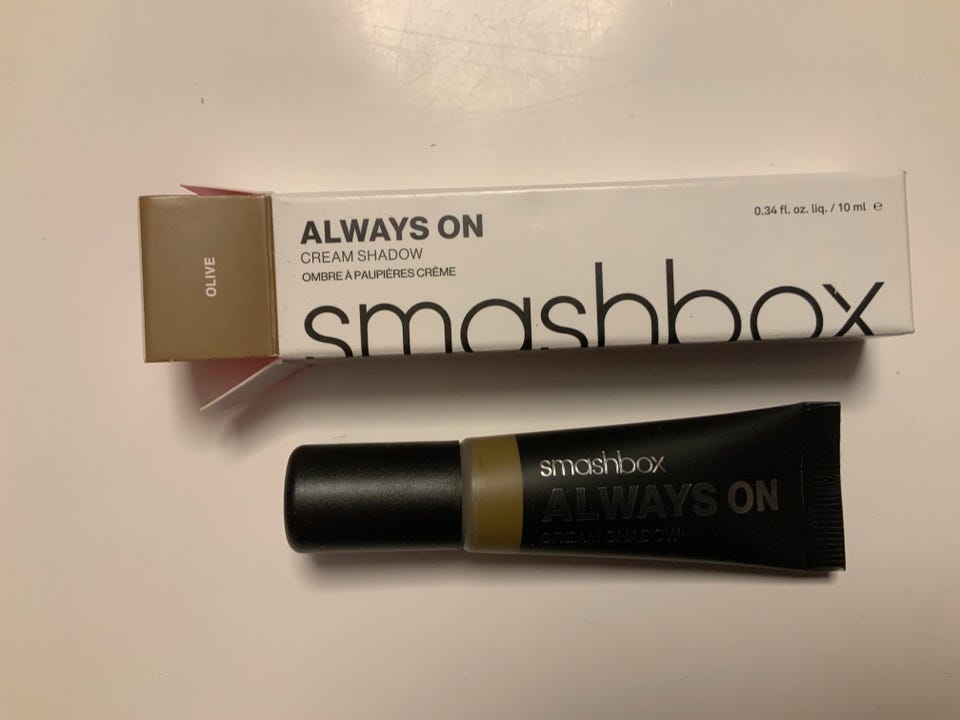 OLIVE
ALWAYS ON
CREAM SHADOW
OMBRE À PAUPIÈRES CRÈME
0.34 fl. oz. liq. / 10 ml ℮
smashbox
smashbox
ALWAYS ON
CREAM SHADOW